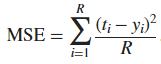 MSE = \sum_{i=1}^{R} \frac{(t_i - y_i)^2}{R}